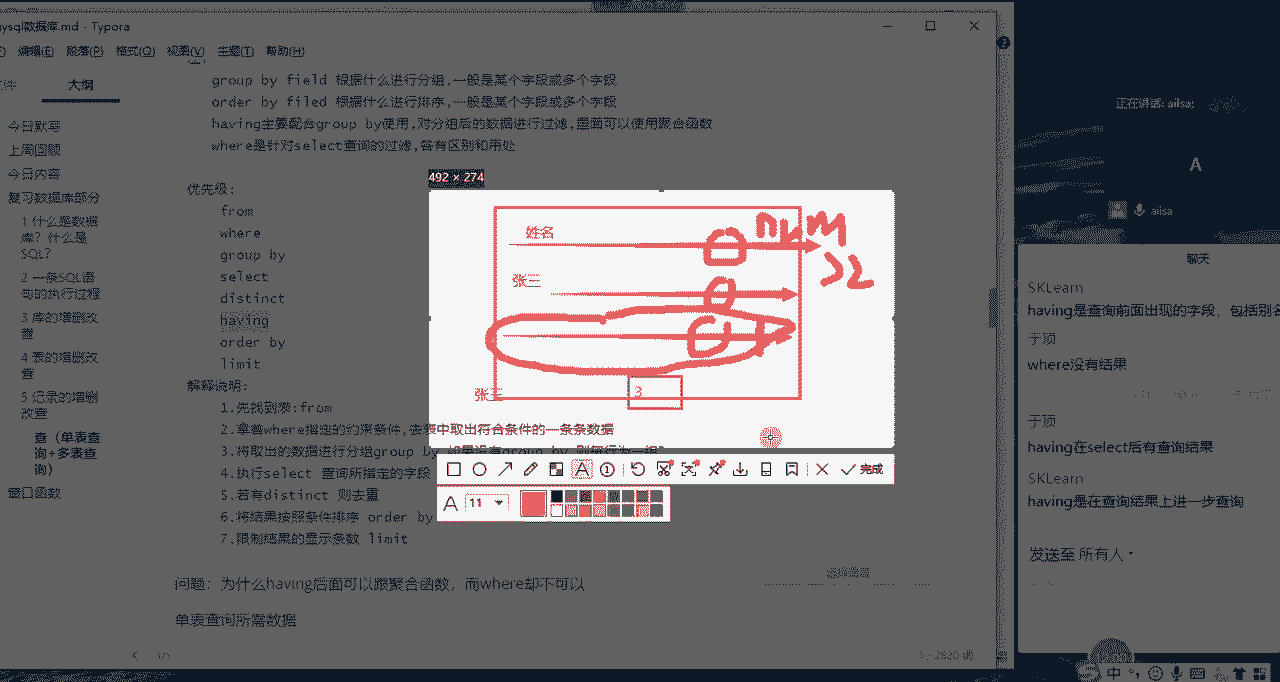 ysql数据库.md - Typora
编辑(E) 段落(P) 格式(O) 视图(V) 主题(T) 帮助(H)
大纲
今日默写
上周回顾
今日内容
复习数据库部分
1 什么是数据
库？什么是
SQL？
2 一条SQL语
句的执行过程
3 库的增删改
查
4 表的增删改
查
5 记录的增删
改查
查（单表查
询+多表查
询）
窗口函数
group by field 根据什么进行分组,一般是某个字段或多个字段
order by filed 根据什么进行排序,一般是某个字段或多个字段
having主要配合group by使用,对分组后的数据进行过滤,里面可以使用聚合函数
where是针对select查询的过滤,各有区别和用处
优先级:
from
where
group by
select
distinct
having
order by
limit
解释说明:
1.先找到表:from
2.拿着where指定的约束条件,去表中取出符合条件的一条条数据
3.将取出的数据进行分组group by 如果没有group by 则每行为一组?
4.执行select 查询所指定的字段
5.若有distinct 则去重
6.将结果按照条件排序 order by
7.限制结果的显示条数 limit
问题：为什么having后面可以跟聚合函数，而where却不可以
单表查询所需数据
492 × 274
姓名
num
>2
张三
张三
3
完成
A 11
1 / 2820 词
正在讲话: ailsa;
A
ailsa
聊天
SKLearn
having是查询前面出现的字段，包括别名
于顶
where没有结果
于顶
having在select后有查询结果
SKLearn
having是在查询结果上进一步查询
发送至 所有人
中